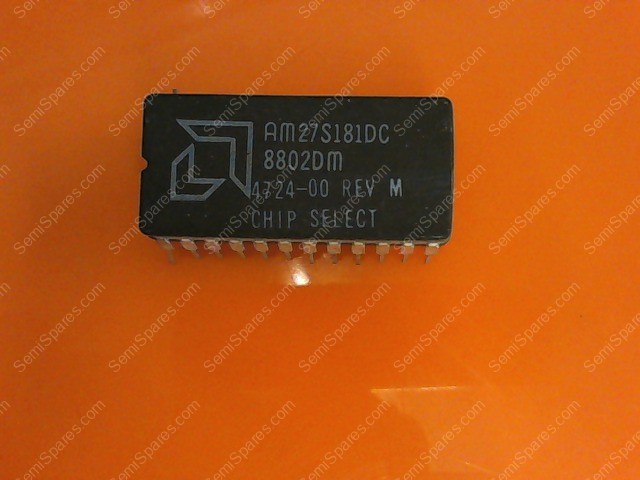 AM27S181DC
8802DM
4724-00 REV M
CHIP SELECT
SemiSpares.com